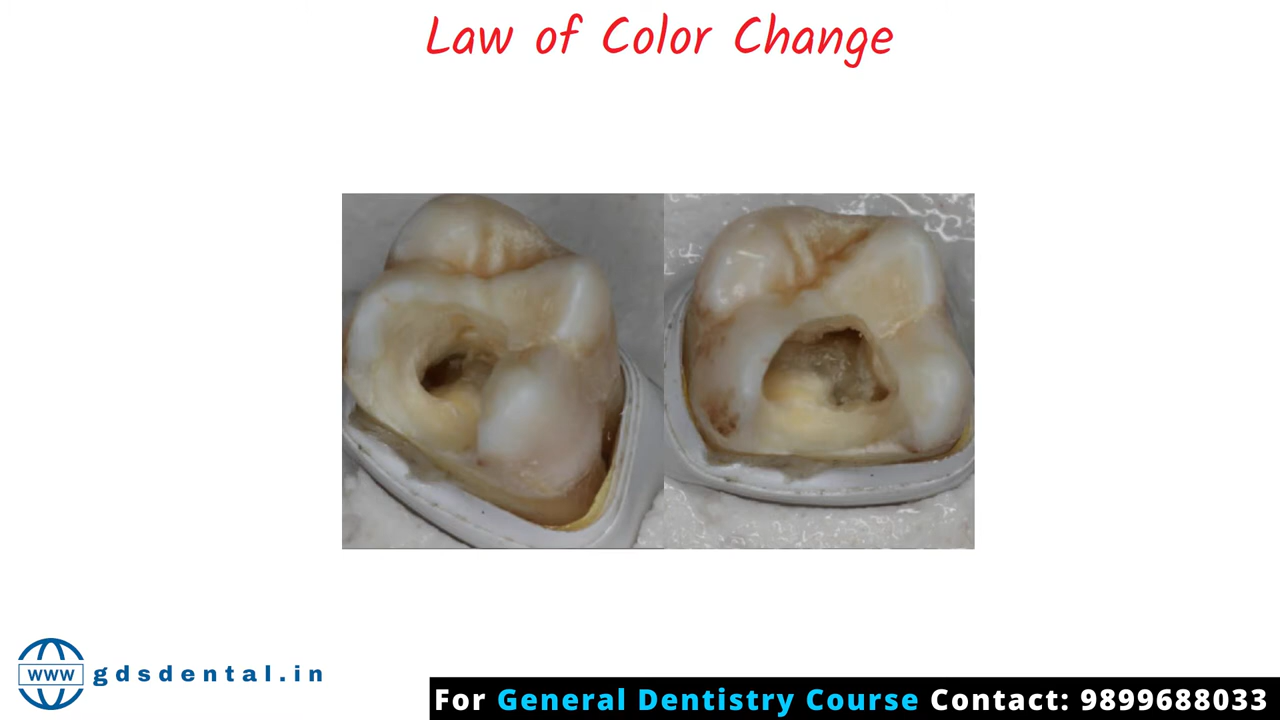 Law of Color Change
www gdsdental.in
For General Dentistry Course Contact: 9899688033